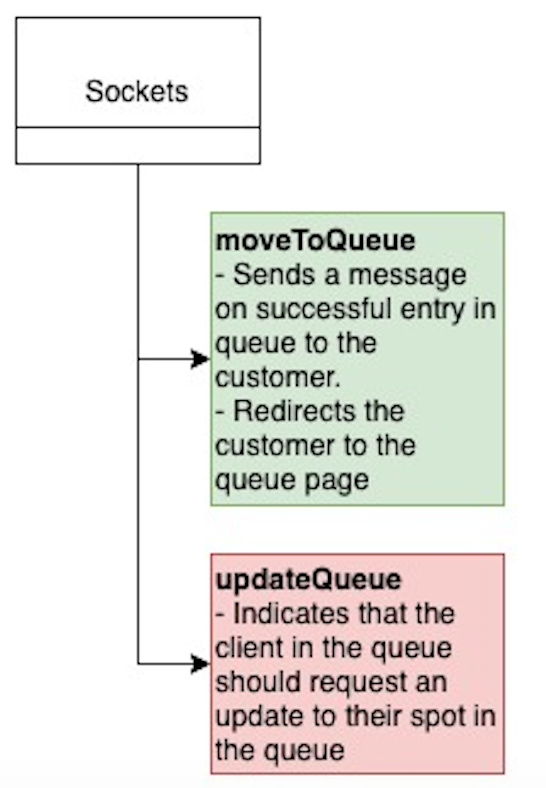 Sockets
moveToQueue
- Sends a message
on successful entry in
queue to the
customer.
- Redirects the
customer to the
queue page
updateQueue
- Indicates that the
client in the queue
should request an
update to their spot in
the queue